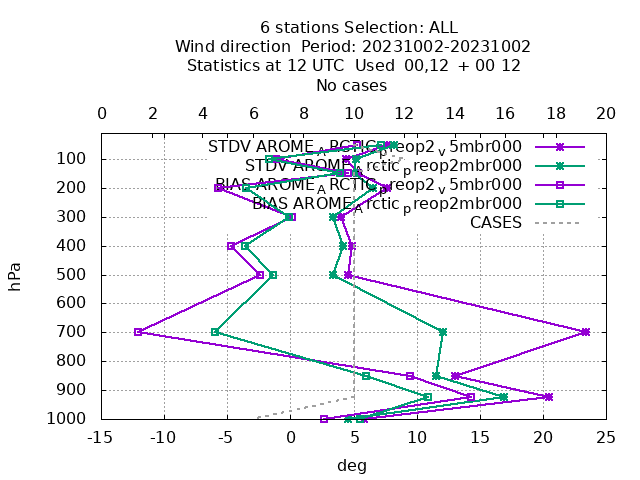 6 stations Selection: ALL
Wind direction  Period: 20231002-20231002
Statistics at 12 UTC  Used  00,12  + 00 12
No cases
0 2 4 6 8 10 12 14 16 18 20
STDV AROME_ARCTIC_preop2_v5mbr000
100
STDV AROME_Arctic_preop2mbr000
BIAS AROME_ARCTIC_preop2_v5mbr000
200
BIAS AROME_Arctic_preop2mbr000
300
CASES
400
500
600
700
800
900
1000
hPa
-15 -10 -5 0 5 10 15 20 25
deg